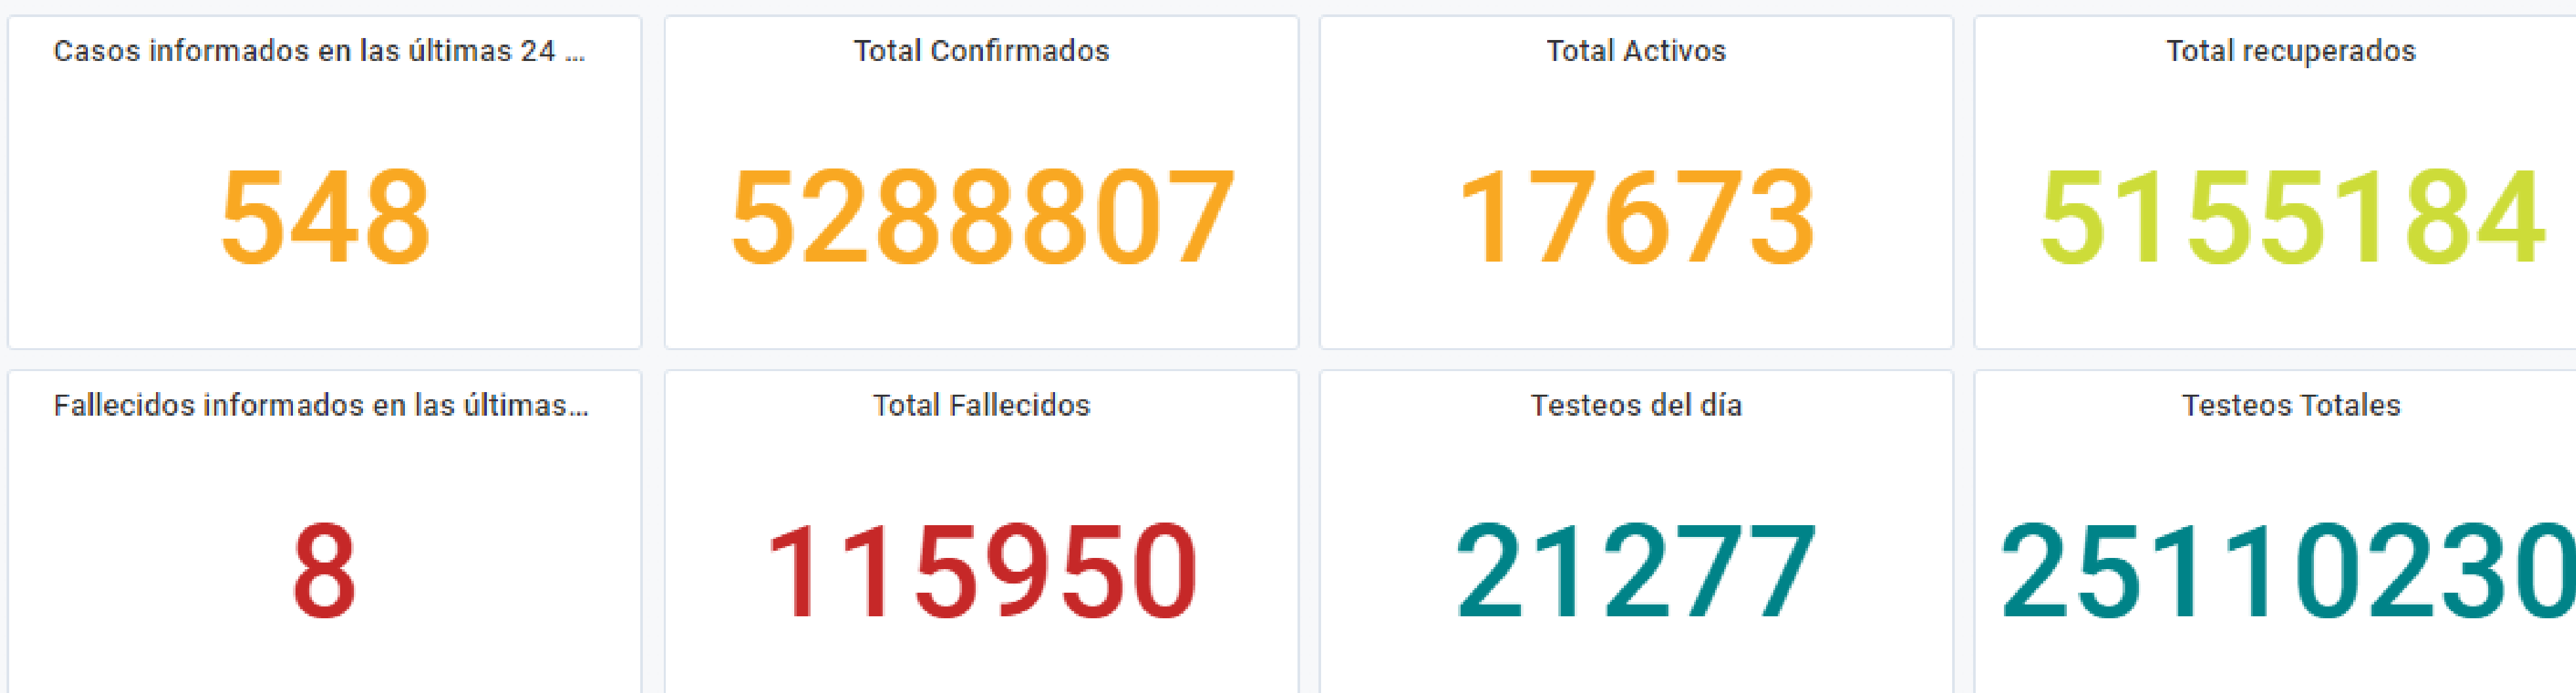 Casos informados en las últimas 24 ...
548
Total Confirmados
5288807
Total Activos
17673
Total recuperados
5155184
Fallecidos informados en las últimas...
8
Total Fallecidos
115950
Testeos del día
21277
Testeos Totales
25110230